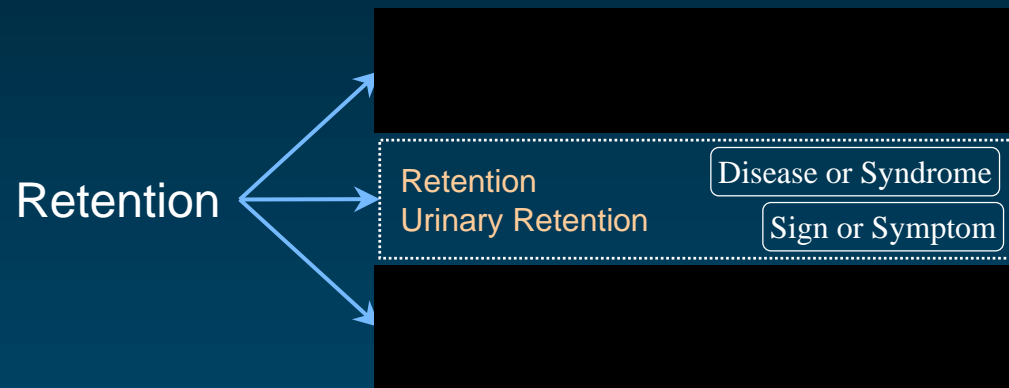 Retention
Retention
Urinary Retention
Disease or Syndrome
Sign or Symptom